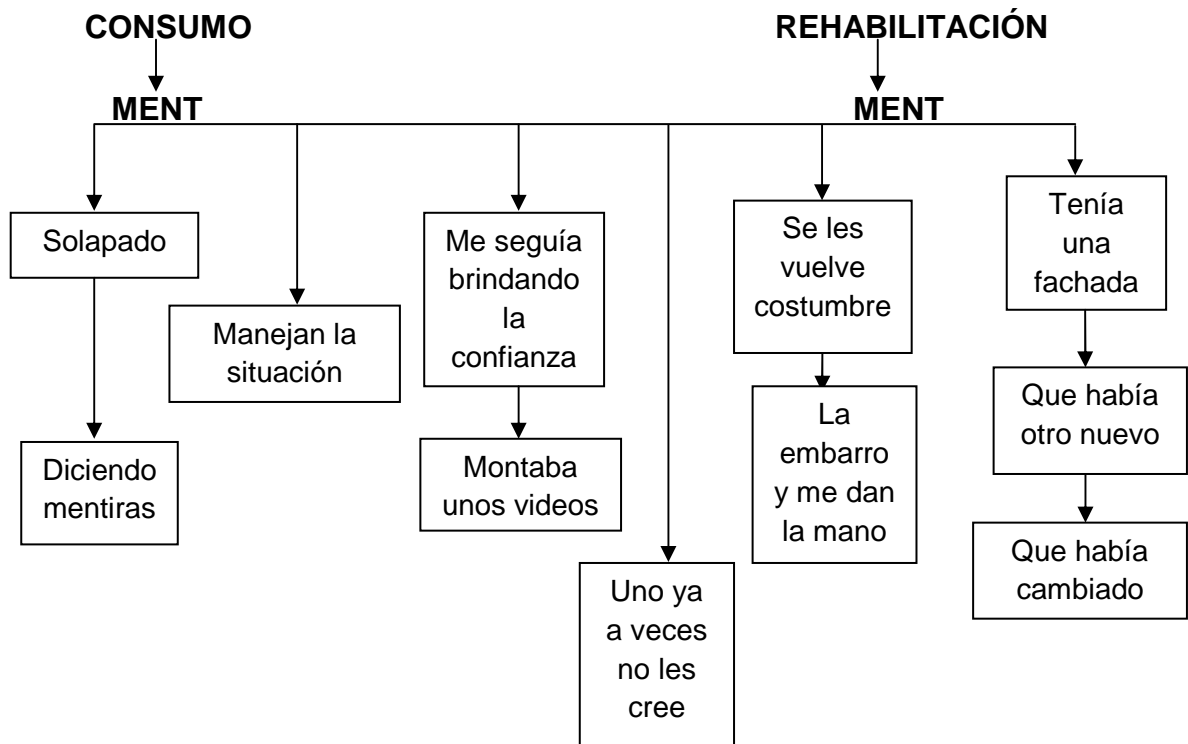 CONSUMO
REHABILITACIÓN
MENT
MENT
Solapado
Diciendo
mentiras
Manejan la
situación
Me seguía
brindando
la
confianza
Montaba
unos videos
Uno ya
a veces
no les
cree
Se les
vuelve
costumbre
La
embarro
y me dan
la mano
Tenía
una
fachada
Que había
otro nuevo
Que había
cambiado